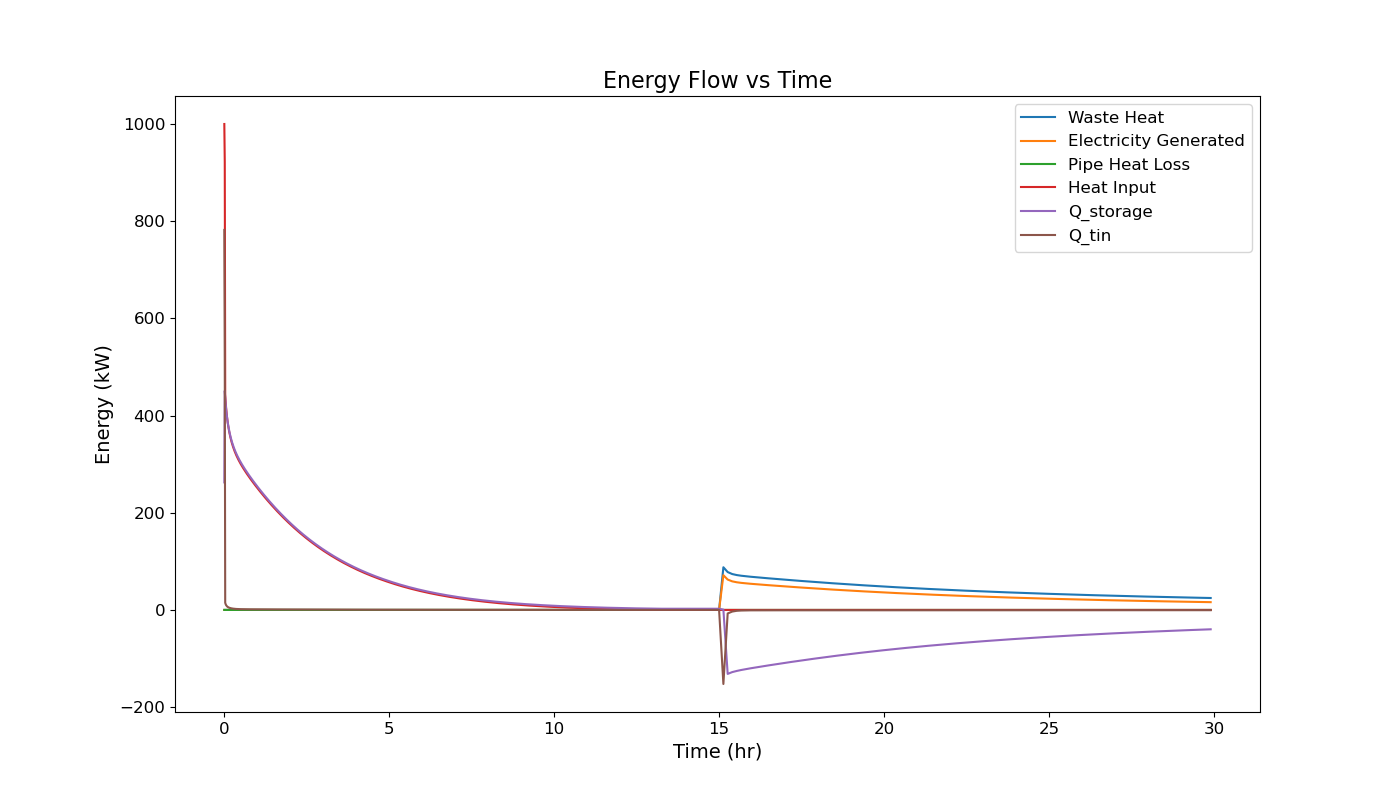 Energy Flow vs Time
Waste Heat
Electricity Generated
Pipe Heat Loss
Heat Input
Q_storage
Q_tin
1000
800
600
400
200
0
−200
Energy (kW)
0 5 10 15 20 25 30
Time (hr)